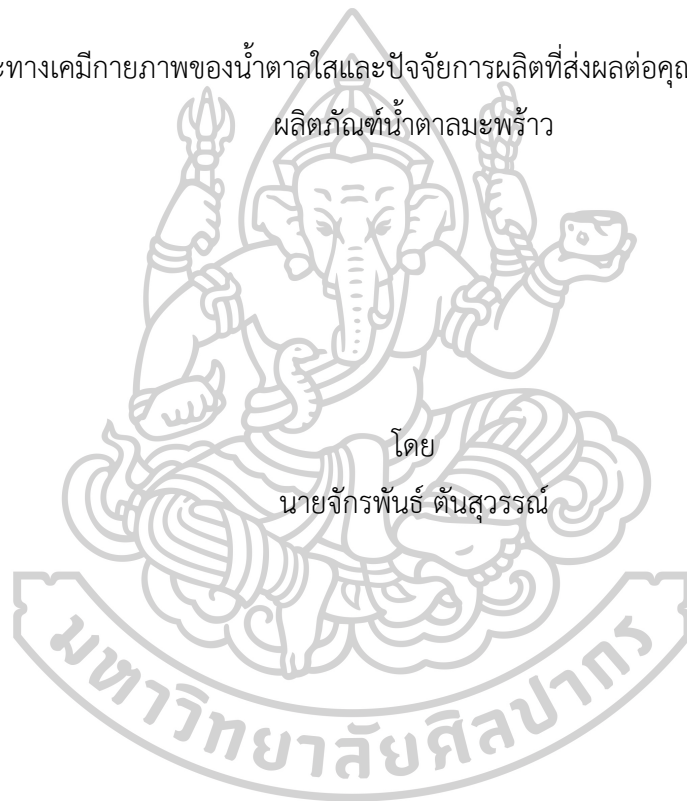 ะทางเคมีกายภาพของน้ำตาลใสและปัจจัยการผลิตที่ส่งผลต่อคุณ
ผลิตภัณฑ์น้ำตาลมะพร้าว
โดย
นายจักรพันธ์ ตันสุวรรณ์
มหาวิทยาลัยศิลปากร